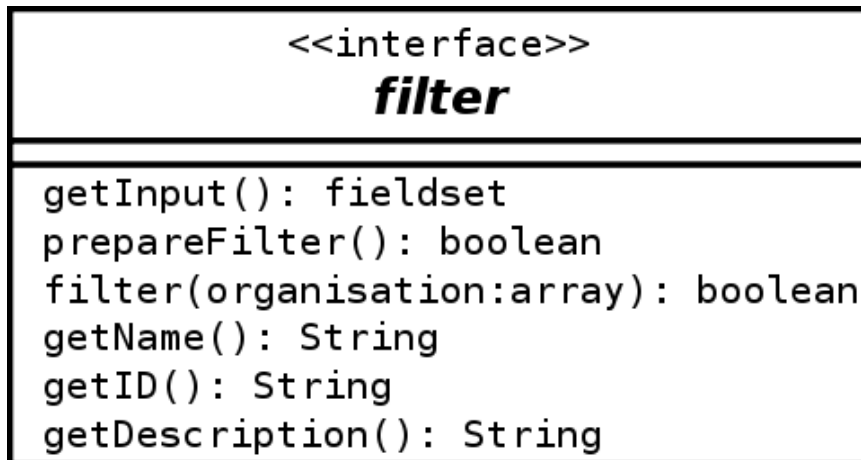 <<interface>>
filter
getInput(): fieldset
prepareFilter(): boolean
filter(organisation:array): boolean
getName(): String
getID(): String
getDescription(): String